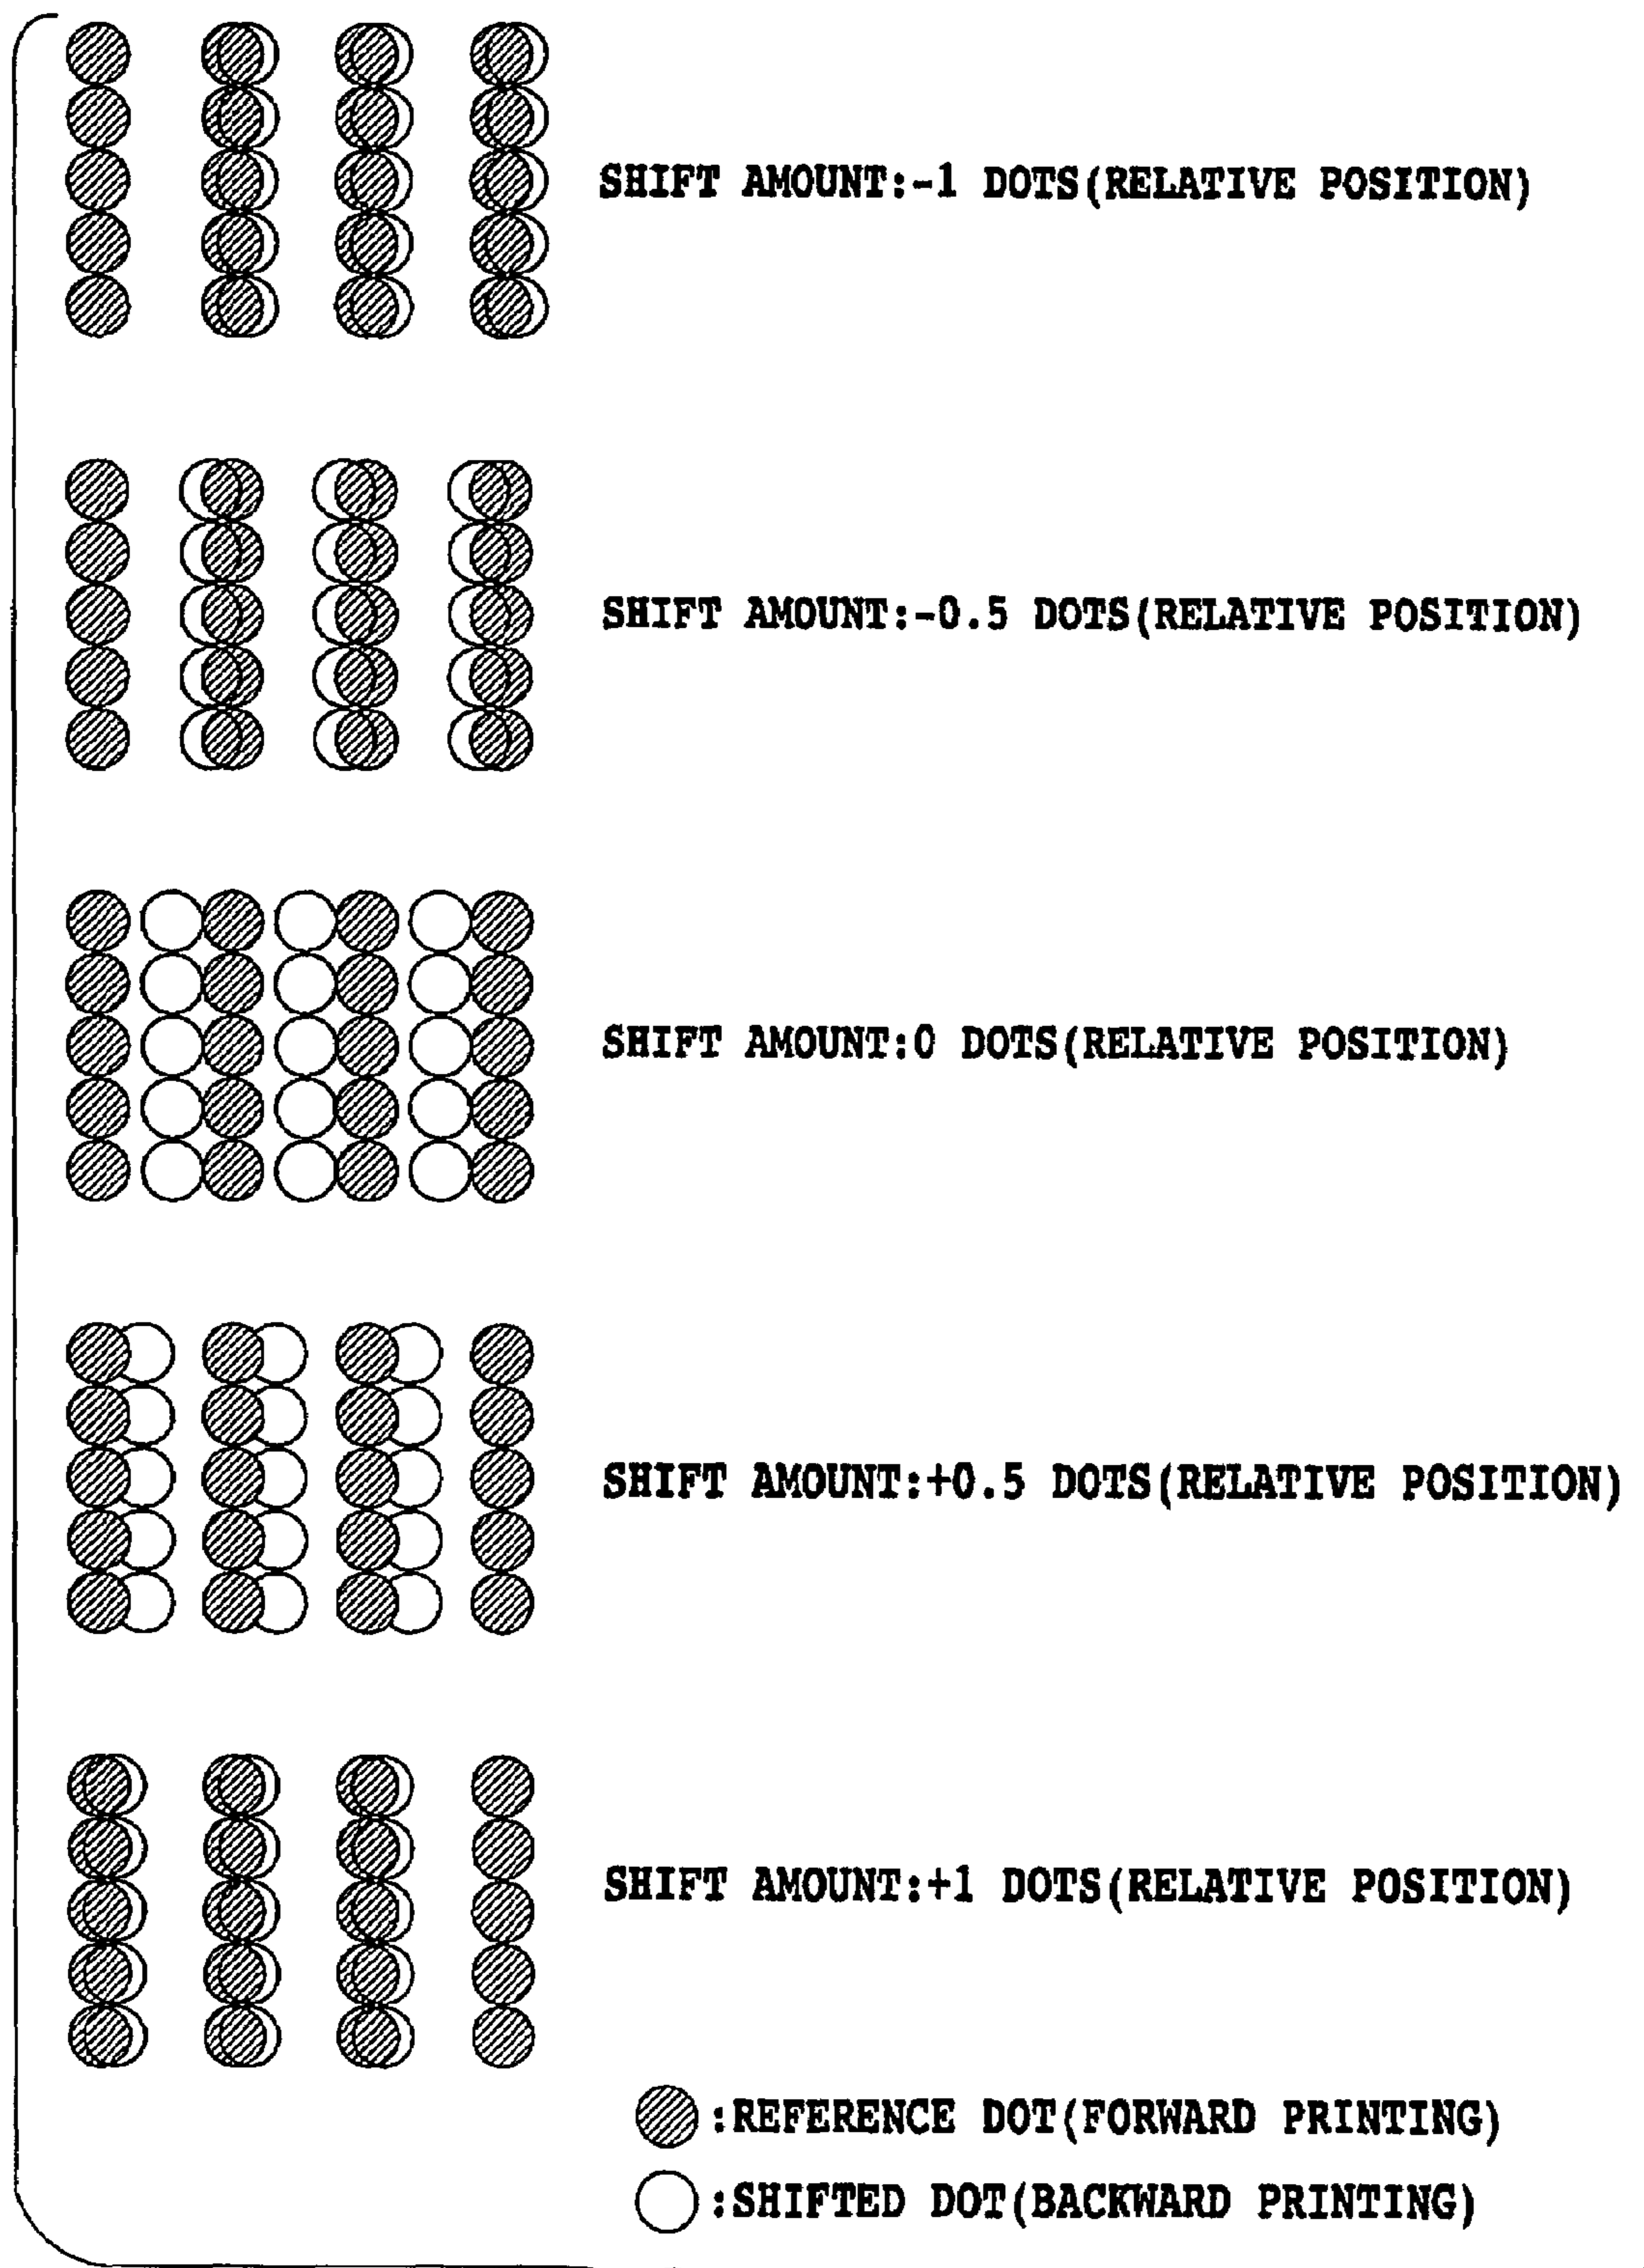 SHIFT AMOUNT:-1 DOTS(RELATIVE POSITION)
SHIFT AMOUNT:-0.5 DOTS(RELATIVE POSITION)
SHIFT AMOUNT:0 DOTS(RELATIVE POSITION)
SHIFT AMOUNT:+0.5 DOTS(RELATIVE POSITION)
SHIFT AMOUNT:+1 DOTS(RELATIVE POSITION)
:REFERENCE DOT(FORWARD PRINTING)
:SHIFTED DOT(BACKWARD PRINTING)